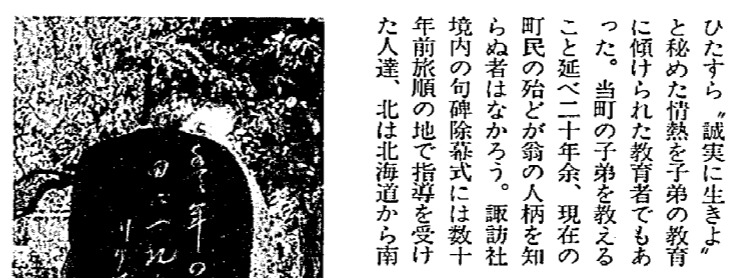 ひたすら〝誠実に生きよ〟
と秘めた情熱を子弟の教育
に傾けられた教育者でもあ
った。当町の子弟を教える
こと延べ二十年余、現在の
町民の殆どが翁の人柄を知
らぬ者はなかろう。諏訪社
境内の句碑除幕式には数十
年前旅順の地で指導を受け
た人達、北は北海道から南